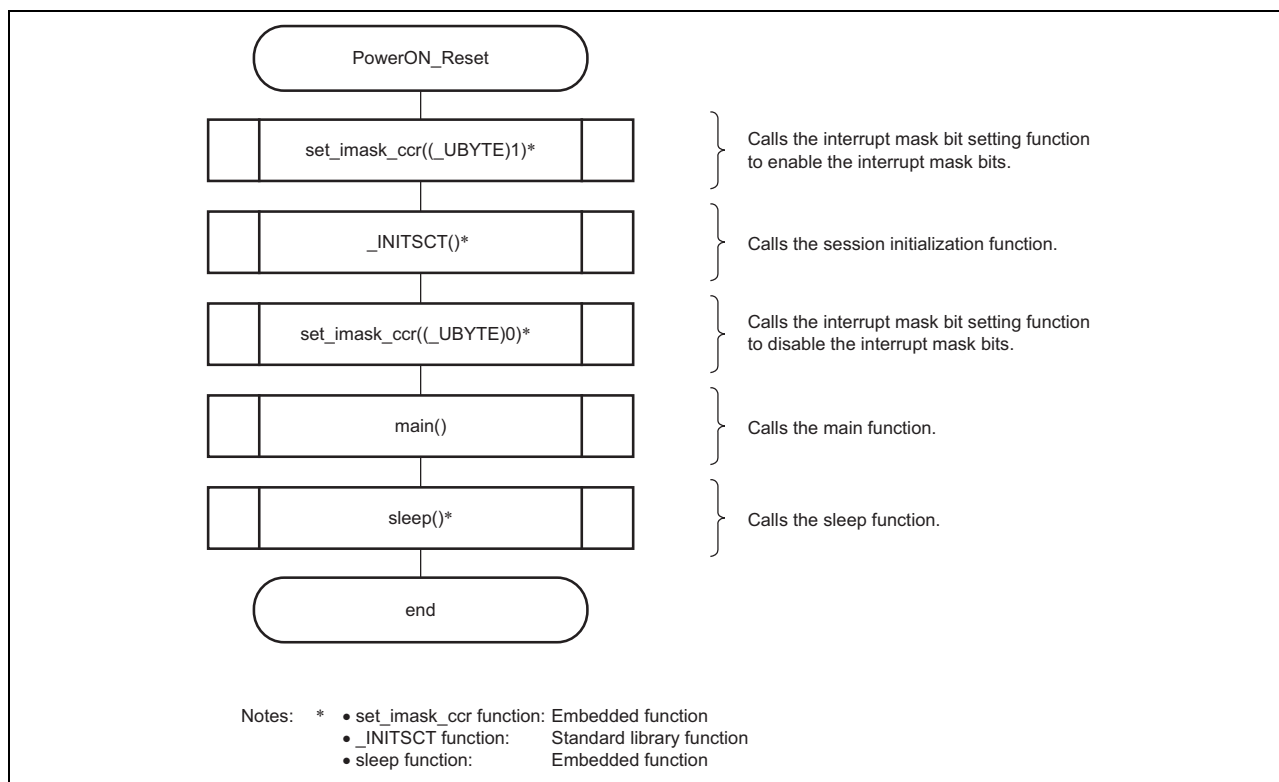 PowerON_Reset
set_imask_ccr((_UBYTE)1)*
Calls the interrupt mask bit setting function
to enable the interrupt mask bits.
_INITSCT()*
Calls the session initialization function.
set_imask_ccr((_UBYTE)0)*
Calls the interrupt mask bit setting function
to disable the interrupt mask bits.
main()
Calls the main function.
sleep()*
Calls the sleep function.
end
Notes: * • set_imask_ccr function: Embedded function
• _INITSCT function: Standard library function
• sleep function: Embedded function